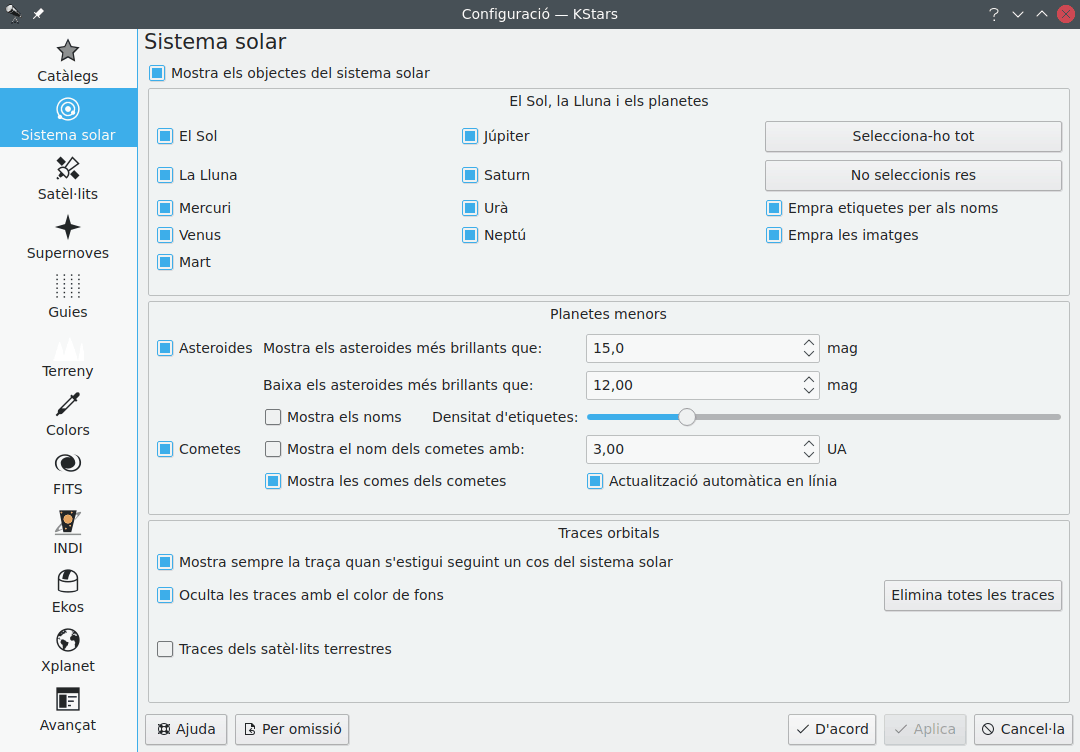 Configuració — KStars
Catàlegs
Sistema solar
Satèl·lits
Supernoves
Guies
Terreny
Colors
FITS
INDI
Ekos
Xplanet
Avançat
Sistema solar
Mostra els objectes del sistema solar
El Sol, la Lluna i els planetes
El Sol Júpiter Selecciona-ho tot
La Lluna Saturn No seleccionis res
Mercuri Urà Empra etiquetes per als noms
Venus Neptú Empra les imatges
Mart
Planetes menors
Asteroides Mostra els asteroides més brillants que: 15,0 mag
Baixa els asteroides més brillants que: 12,00 mag
Mostra els noms Densitat d'etiquetes:
Cometes Mostra el nom dels cometes amb: 3,00 UA
Mostra les comes dels cometes Actualització automàtica en línia
Traces orbitals
Mostra sempre la traça quan s'estigui seguint un cos del sistema solar
Oculta les traces amb el color de fons Elimina totes les traces
Traces dels satèl·lits terrestres
Ajuda Per omissió D'acord Aplica Cancel·la